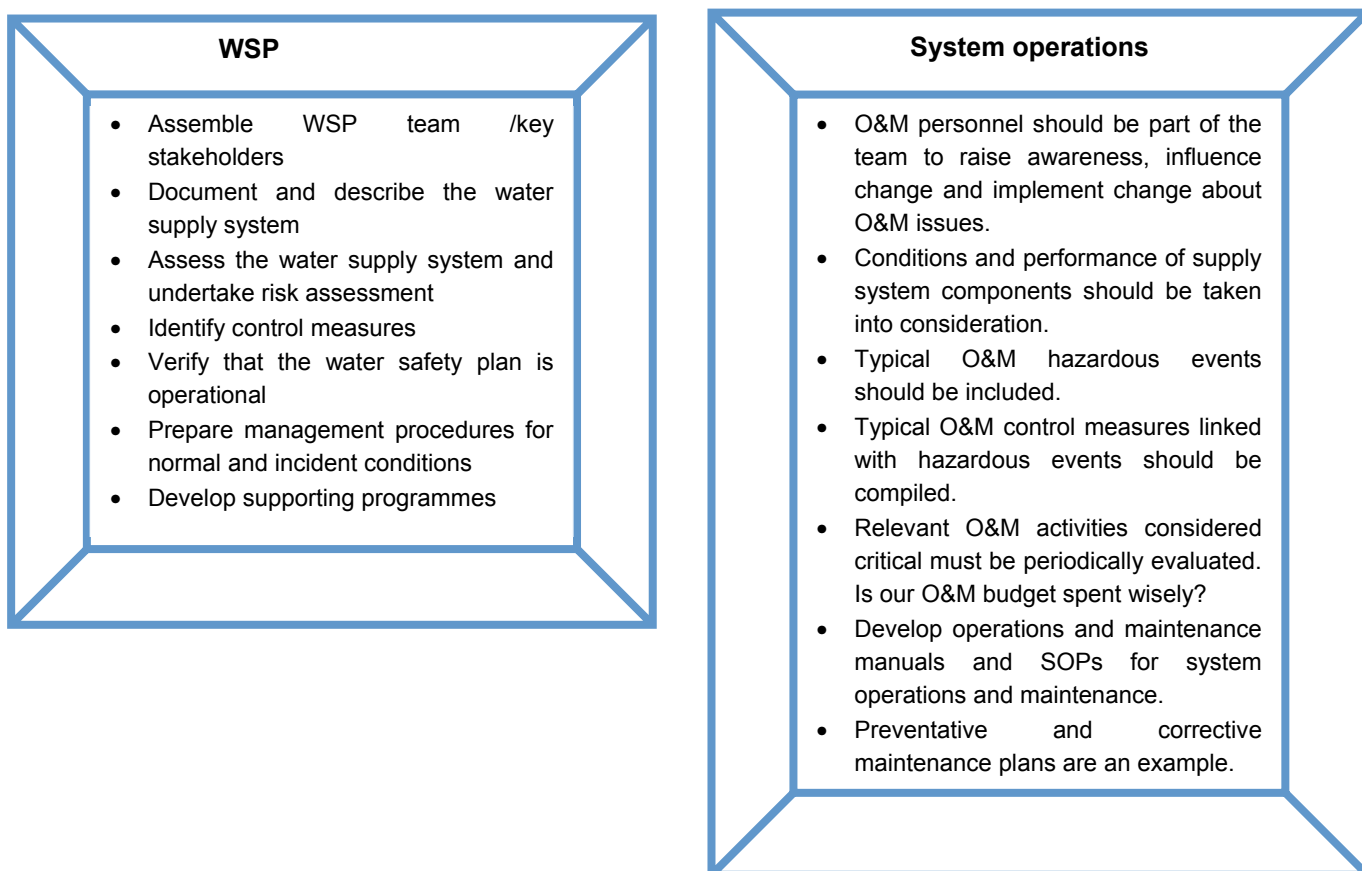 WSP
• Assemble WSP team /key
stakeholders
• Document and describe the water
supply system
• Assess the water supply system and
undertake risk assessment
• Identify control measures
• Verify that the water safety plan is
operational
• Prepare management procedures for
normal and incident conditions
• Develop supporting programmes
System operations
• O&M personnel should be part of the
team to raise awareness, influence
change and implement change about
O&M issues.
• Conditions and performance of supply
system components should be taken
into consideration.
• Typical O&M hazardous events
should be included.
• Typical O&M control measures linked
with hazardous events should be
compiled.
• Relevant O&M activities considered
critical must be periodically evaluated.
Is our O&M budget spent wisely?
• Develop operations and maintenance
manuals and SOPs for system
operations and maintenance.
• Preventative and corrective
maintenance plans are an example.